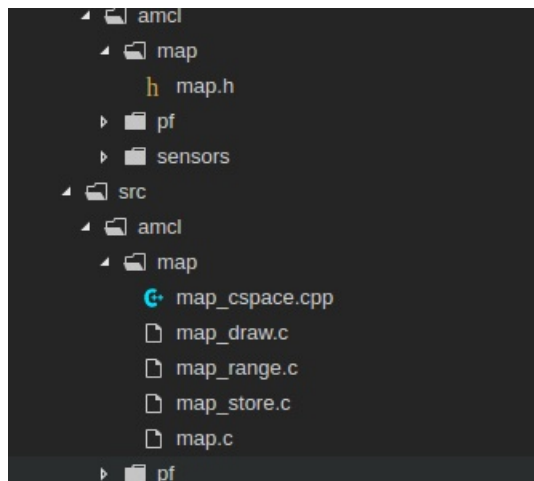 amcl
map
h map.h
pf
sensors
src
amcl
map
C++ map_cspace.cpp
map_draw.c
map_range.c
map_store.c
map.c
pf